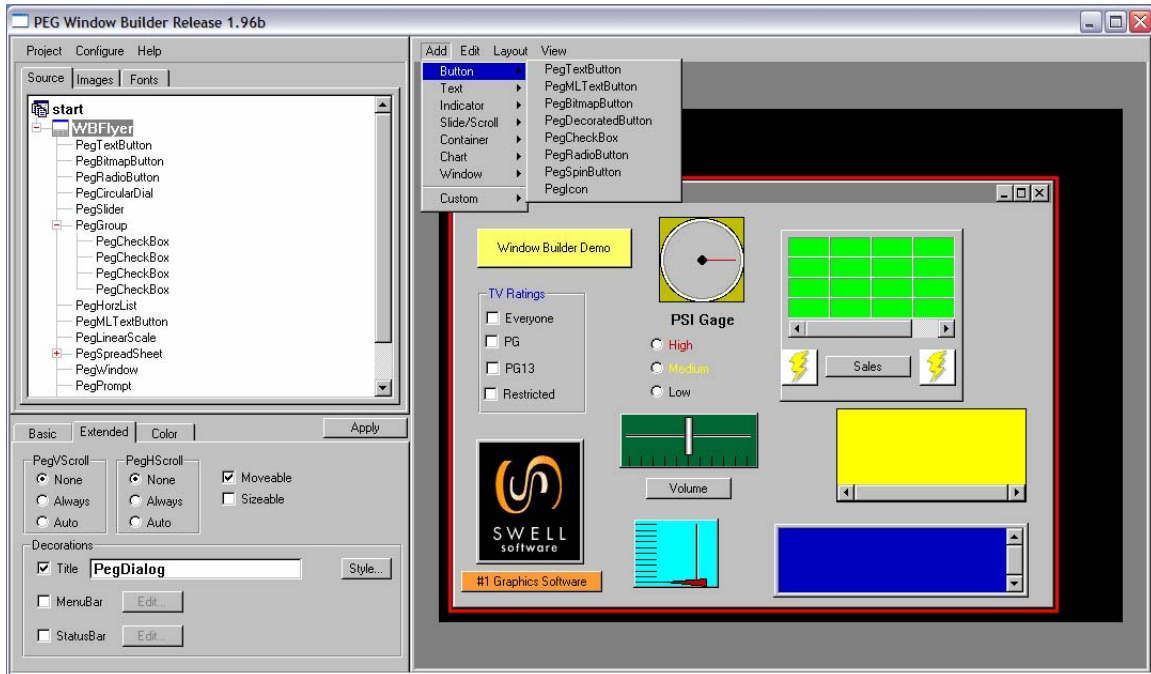 PEG Window Builder Release 1.96b
Project Configure Help
Source Images Fonts
start
WBFlyer
PegTextButton
PegBitmapButton
PegRadioButton
PegCircularDial
PegSlider
PegGroup
PegCheckBox
PegCheckBox
PegCheckBox
PegCheckBox
PegHorzList
PegMLTextButton
PegLinearScale
PegSpreadSheet
PegWindow
PegPrompt
Basic Extended Color Apply
PegVScroll
None
Always
Auto
PegHScroll
None
Always
Auto
Moveable
Sizeable
Decorations
Title PegDialog Style...
MenuBar Edit...
StatusBar Edit...
Add Edit Layout View
Button
Text
Indicator
Slide/Scroll
Container
Chart
Window
Custom
PegTextButton
PegMLTextButton
PegBitmapButton
PegDecoratedButton
PegCheckBox
PegRadioButton
PegSpinButton
PegIcon
Window Builder Demo
TV Ratings
Everyone
PG
PG13
Restricted
PSI Gage
High
Medium
Low
Sales
Volume
SWELL
software
#1 Graphics Software